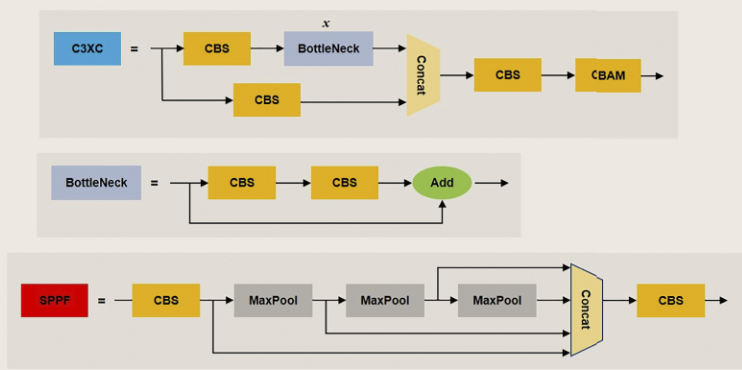 x
C3XC = CBS BottleNeck Concat CBS CBAM
CBS
BottleNeck = CBS CBS Add
SPPF = CBS MaxPool MaxPool MaxPool Concat CBS